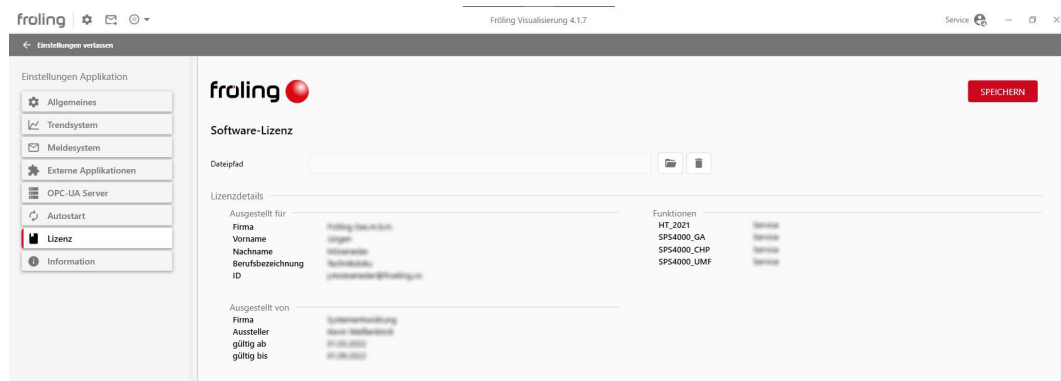 froling
Fröling Visualisierung 4.1.7
Service
Einstellungen verlassen
Einstellungen Applikation
Allgemeines
Trendsystem
Meldesystem
Externe Applikationen
OPC-UA Server
Autostart
Lizenz
Information
froling
SPEICHERN
Software-Lizenz
Dateipfad
Lizenzdetails
Ausgestellt für
Firma
Vorname
Nachname
Berufsbezeichnung
ID
Funktionen
HT_2021
SPS4000_GA
SPS4000_CHP
SPS4000_UMF
Ausgestellt von
Firma
Aussteller
gültig ab
gültig bis